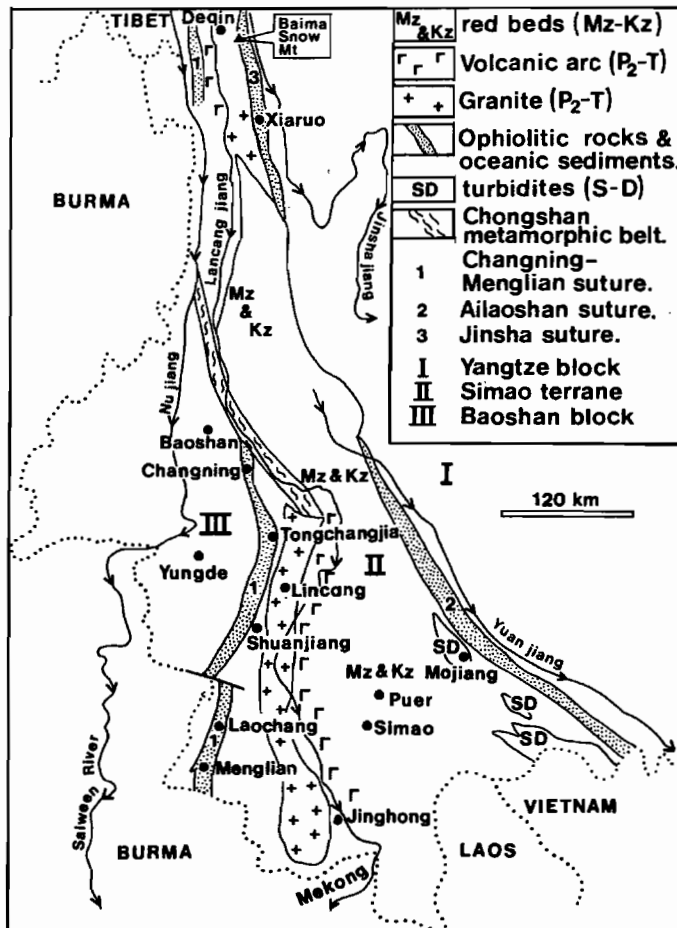 TIBET
Deqin
Baima
Snow
Mt
1
3
Xiaruo
BURMA
Lancang jiang
Jinsha jiang
Mz
&
Kz
Nu jiang
Baoshan
Changning
Mz & Kz
I
III
Tongchangjia
II
Yungde
Lincang
1
2
Shuanjiang
SD
Mojiang
Yuan jiang
Mz & Kz
Puer
SD
Laochang
Simao
SD
1
Menglian
Salween River
Jinghong
VIETNAM
BURMA
LAOS
Mekong
120 km
Mz
&Kz
red beds (Mz-Kz)
Volcanic arc (P₂-T)
Granite (P₂-T)
Ophiolitic rocks &
oceanic sediments.
SD turbidites (S-D)
Chongshan
metamorphic belt.
1 Changning-
Menglian suture.
2 Ailaoshan suture.
3 Jinsha suture.
I Yangtze block
II Simao terrane
III Baoshan block